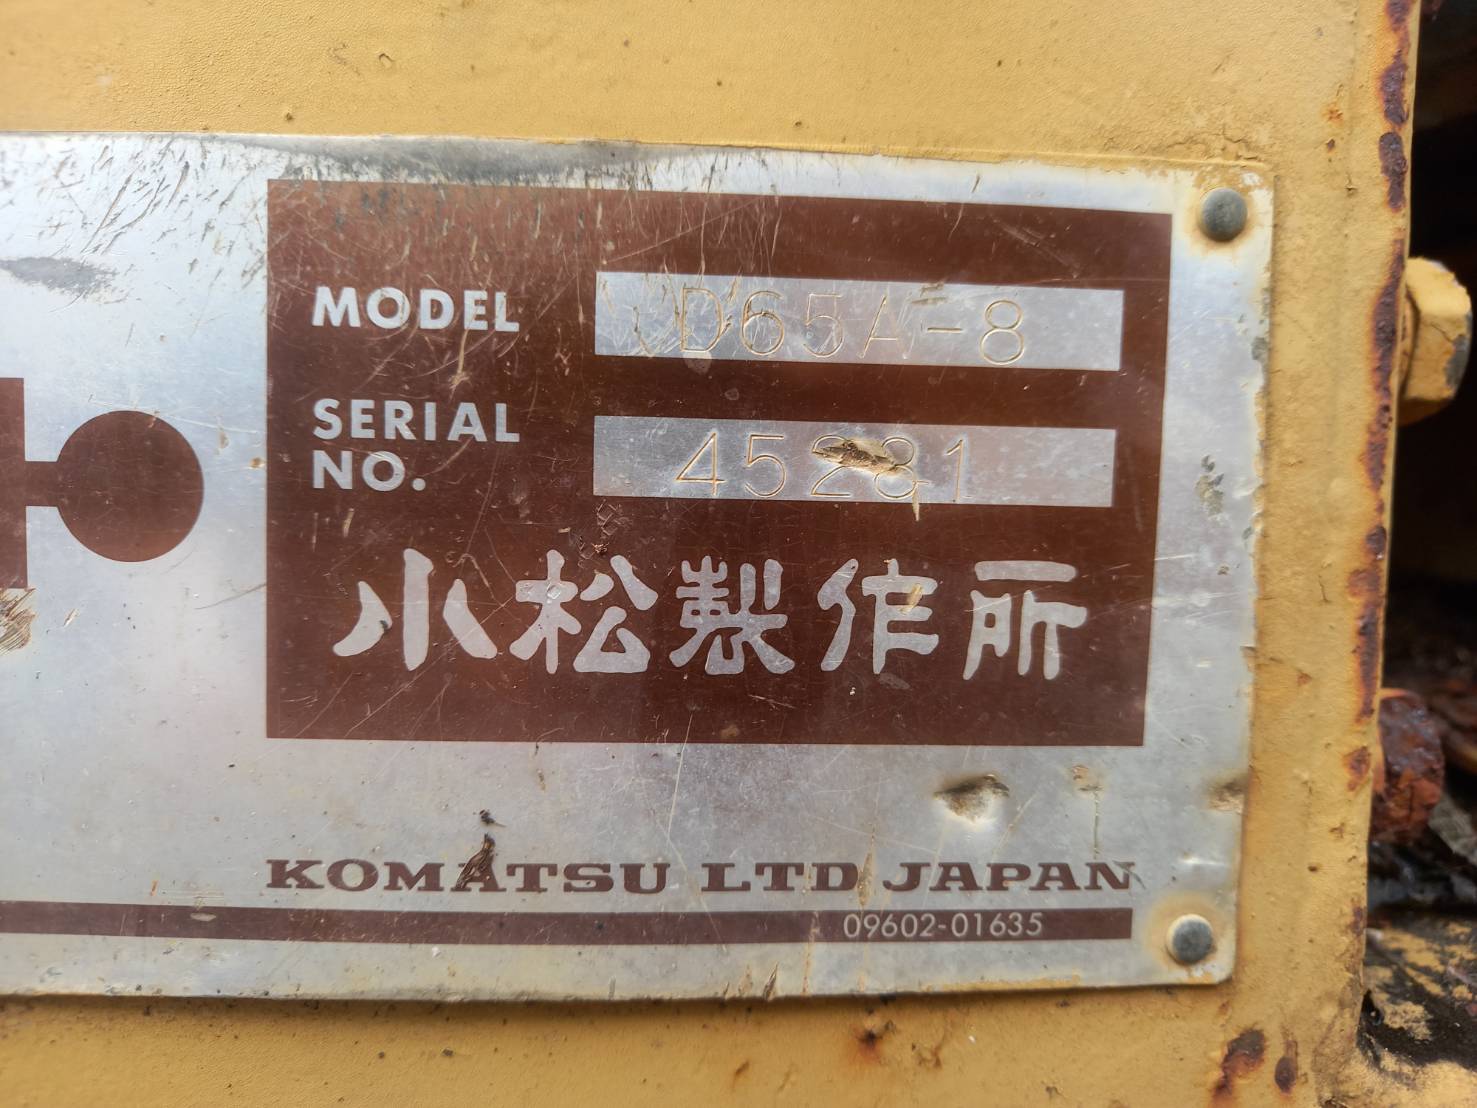 MODEL D65A-8
SERIAL NO. 45281
小松製作所
KOMATSU LTD JAPAN
09602-01635